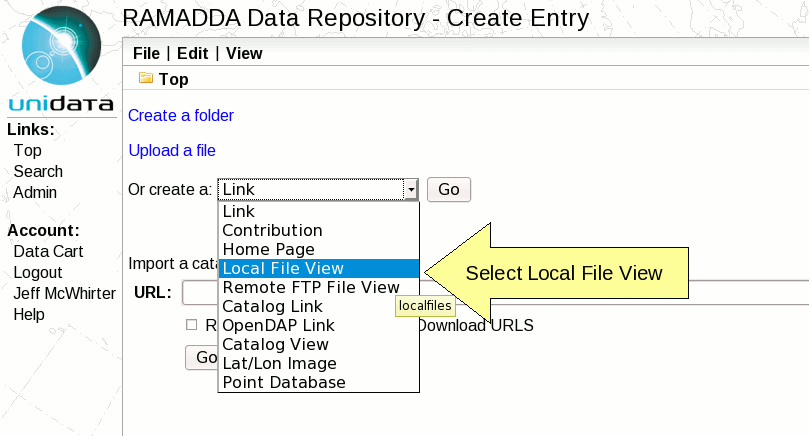 RAMADDA Data Repository - Create Entry
unidata
File | Edit | View
Top
Links:
Top
Search
Admin
Account:
Data Cart
Logout
Jeff McWhirter
Help
Create a folder
Upload a file
Or create a: Link Go
Link
Contribution
Home Page
Local File View
Remote FTP File View
Catalog Link
OpenDAP Link
Catalog View
Lat/Lon Image
Point Database
Select Local File View
localfiles
Import a
URL:
Download URLS
Go